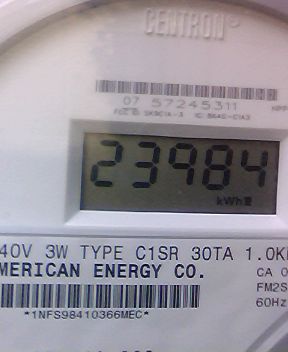 CENTRON®
07 57245311
23984
kWh
40V 3W TYPE C1SR 30TA 1.0K
MERICAN ENERGY CO.
CA 0
FM2S
60Hz
*1NFS98410366MEC*